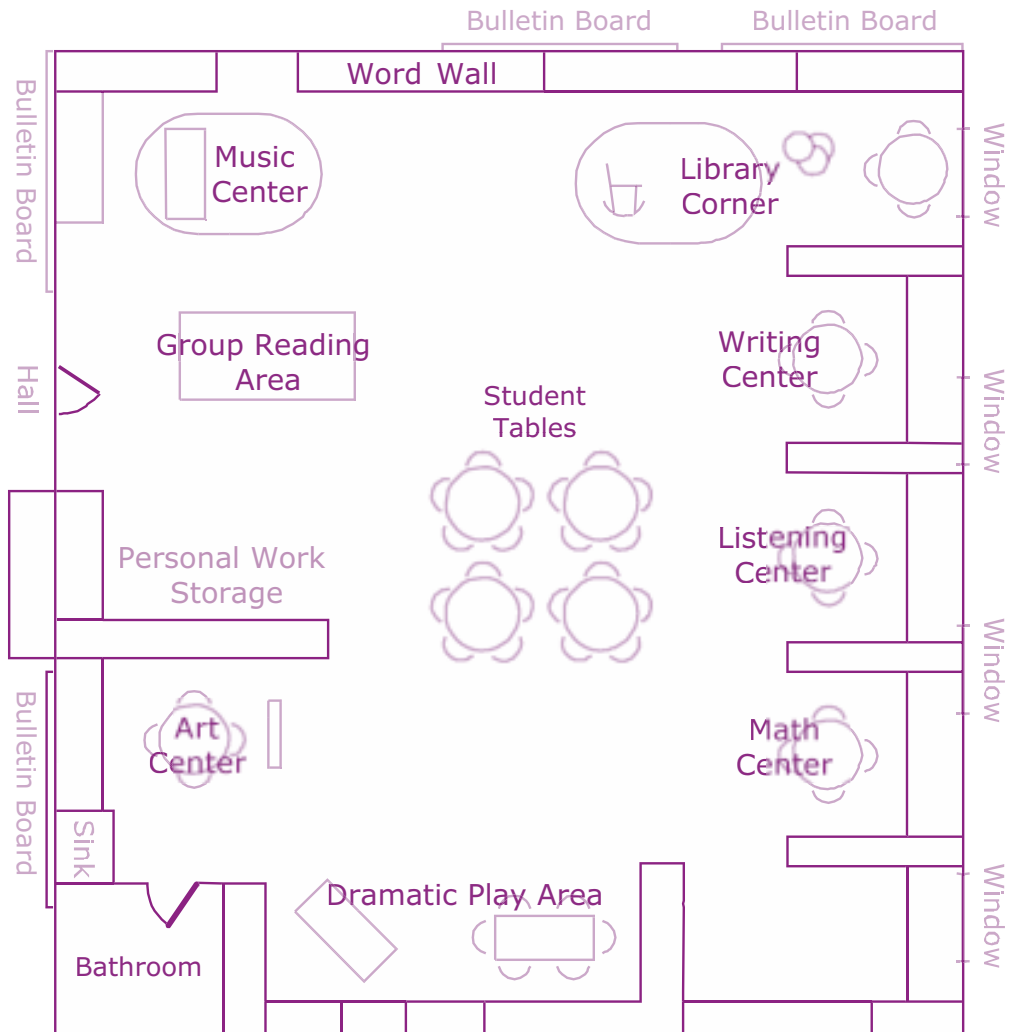 Bulletin Board
Bulletin Board
Word Wall
Bulletin Board
Music
Center
Library
Corner
Window
Group Reading
Area
Writing
Center
Hall
Window
Student
Tables
Personal Work
Storage
Listening
Center
Window
Bulletin Board
Art
Center
Math
Center
Sink
Dramatic Play Area
Window
Bathroom